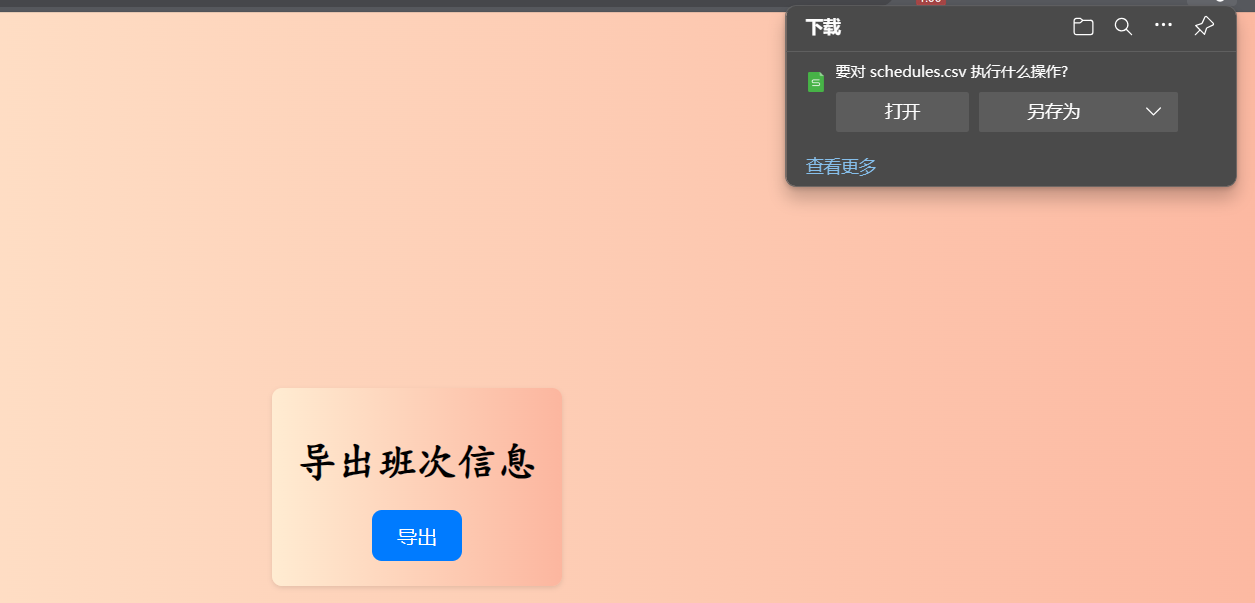 下载
要对 schedules.csv 执行什么操作?
打开
另存为
查看更多
导出班次信息
导出